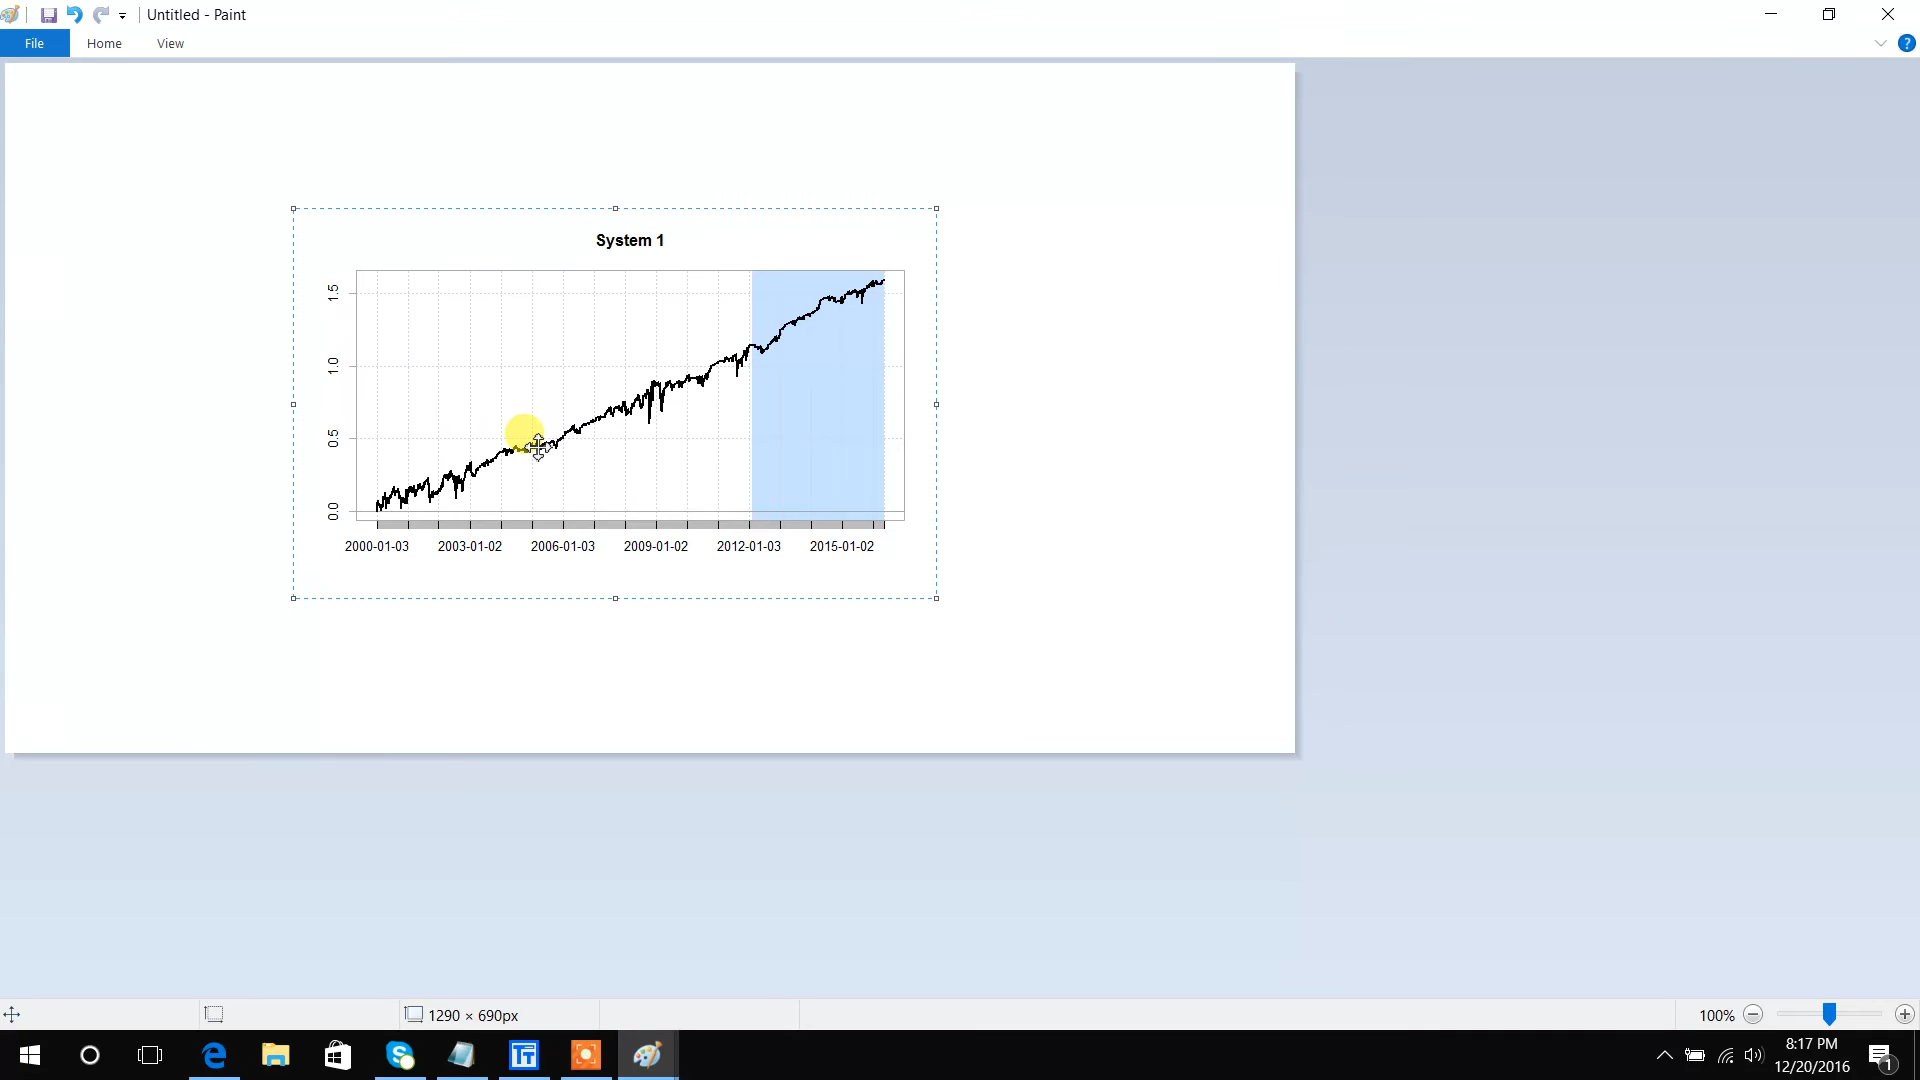 Untitled - Paint
File Home View
System 1
1.5
1.0
0.5
0.0
2000-01-03 2003-01-02 2006-01-03 2009-01-02 2012-01-03 2015-01-02
1290 × 690px 100%
8:17 PM
12/20/2016
1